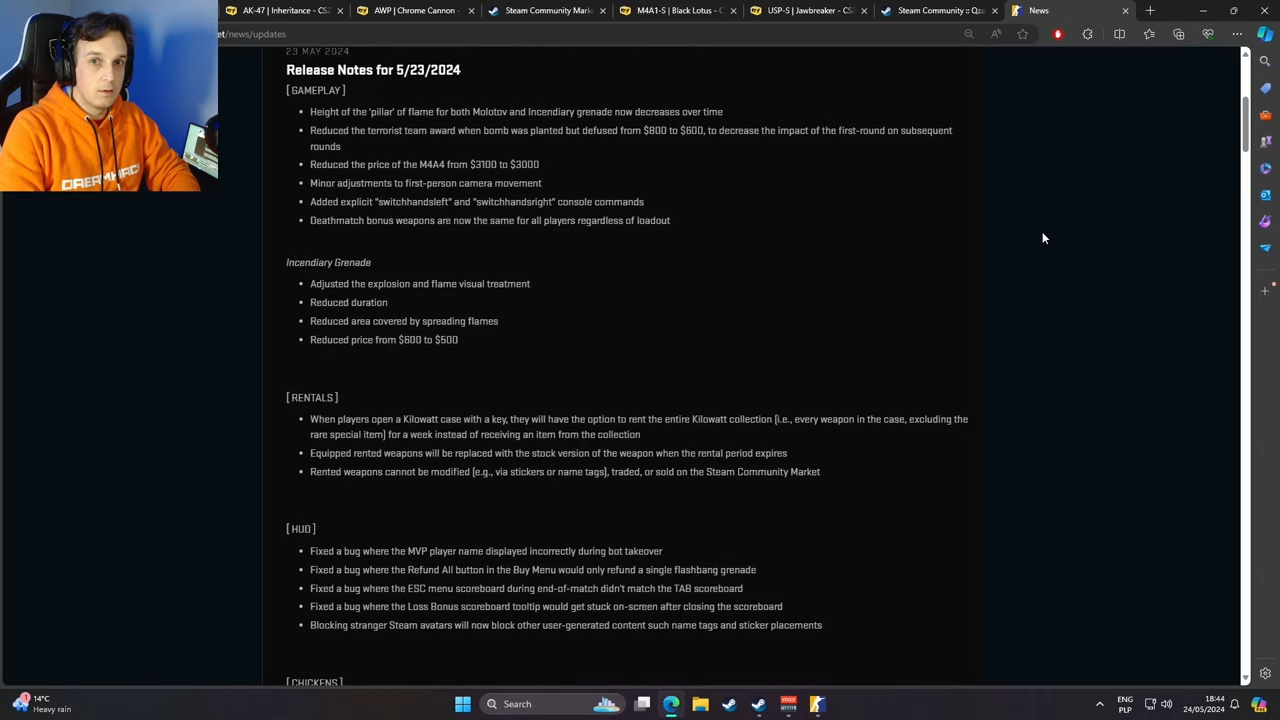 AK-47 | Inheritance - CS2
AWP | Chrome Cannon -
Steam Community Mark
M4A1-S | Black Lotus - C
USP-S | Jawbreaker - CS
Steam Community :: Qz
News
et/news/updates
23 MAY 2024
Release Notes for 5/23/2024
[ GAMEPLAY ]
• Height of the 'pillar' of flame for both Molotov and Incendiary grenade now decreases over time
• Reduced the terrorist team award when bomb was planted but defused from $800 to $600, to decrease the impact of the first-round on subsequent
rounds
• Reduced the price of the M4A4 from $3100 to $3000
• Minor adjustments to first-person camera movement
• Added explicit "switchhandsleft" and "switchhandsright" console commands
• Deathmatch bonus weapons are now the same for all players regardless of loadout
Incendiary Grenade
• Adjusted the explosion and flame visual treatment
• Reduced duration
• Reduced area covered by spreading flames
• Reduced price from $600 to $500
[ RENTALS ]
• When players open a Kilowatt case with a key, they will have the option to rent the entire Kilowatt collection (i.e., every weapon in the case, excluding the
rare special item) for a week instead of receiving an item from the collection
• Equipped rented weapons will be replaced with the stock version of the weapon when the rental period expires
• Rented weapons cannot be modified (e.g., via stickers or name tags), traded, or sold on the Steam Community Market
[ HUD ]
• Fixed a bug where the MVP player name displayed incorrectly during bot takeover
• Fixed a bug where the Refund All button in the Buy Menu would only refund a single flashbang grenade
• Fixed a bug where the ESC menu scoreboard during end-of-match didn't match the TAB scoreboard
• Fixed a bug where the Loss Bonus scoreboard tooltip would get stuck on-screen after closing the scoreboard
• Blocking stranger Steam avatars will now block other user-generated content such name tags and sticker placements
[ CHICKENS ]
DREAMHACK
1
14°C
Heavy rain
Search
ENG
PLP
18:44
24/05/2024